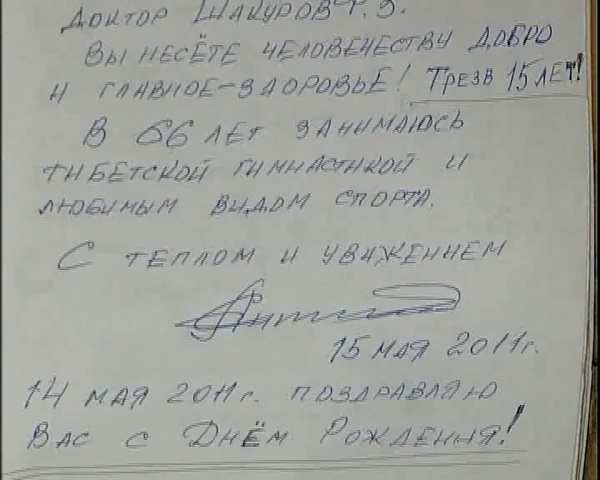 ДОКТОР ШАКУРОВ Р. З.
ВЫ НЕСЁТЕ ЧЕЛОВЕЧЕСТВУ ДОБРО
И ГЛАВНОЕ-ЗДОРОВЬЕ! ТРЕЗВ 15 ЛЕТ!
В 66 ЛЕТ ЗАНИМАЮСЬ
ТИБЕТСКОЙ ГИМНАСТИКОЙ И
ЛЮБИМЫМ ВИДОМ СПОРТА.
С ТЕПЛОМ И УВАЖЕНИЕМ
15 МАЯ 2011г.
14 МАЯ 2011г. ПОЗДРАВЛЯЮ
ВАС С ДНЁМ РОЖДЕНИЯ!